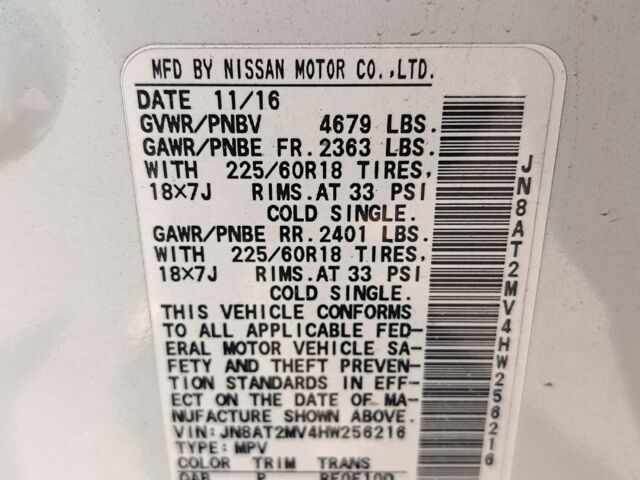 MFD BY NISSAN MOTOR CO.,LTD.
DATE 11/16
GVWR/PNBV 4679 LBS.
GAWR/PNBE FR. 2363 LBS.
WITH 225/60R18 TIRES,
18×7J RIMS. AT 33 PSI
COLD SINGLE.
GAWR/PNBE RR. 2401 LBS.
WITH 225/60R18 TIRES,
18×7J RIMS. AT 33 PSI
COLD SINGLE.
THIS VEHICLE CONFORMS
TO ALL APPLICABLE FED-
ERAL MOTOR VEHICLE SA-
FETY AND THEFT PREVEN-
TION STANDARDS IN EFF-
ECT ON THE DATE OF MA-
NUFACTURE SHOWN ABOVE.
VIN: JN8AT2MV4HW256216
TYPE: MPV
COLOR TRIM TRANS
QAB
JN8AT2MV4HW256216